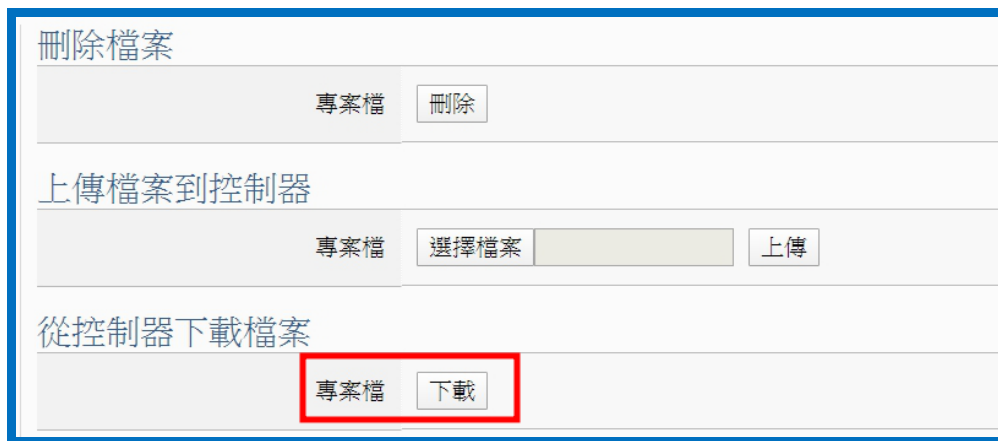 刪除檔案
專案檔 刪除
上傳檔案到控制器
專案檔 選擇檔案 上傳
從控制器下載檔案
專案檔 下載